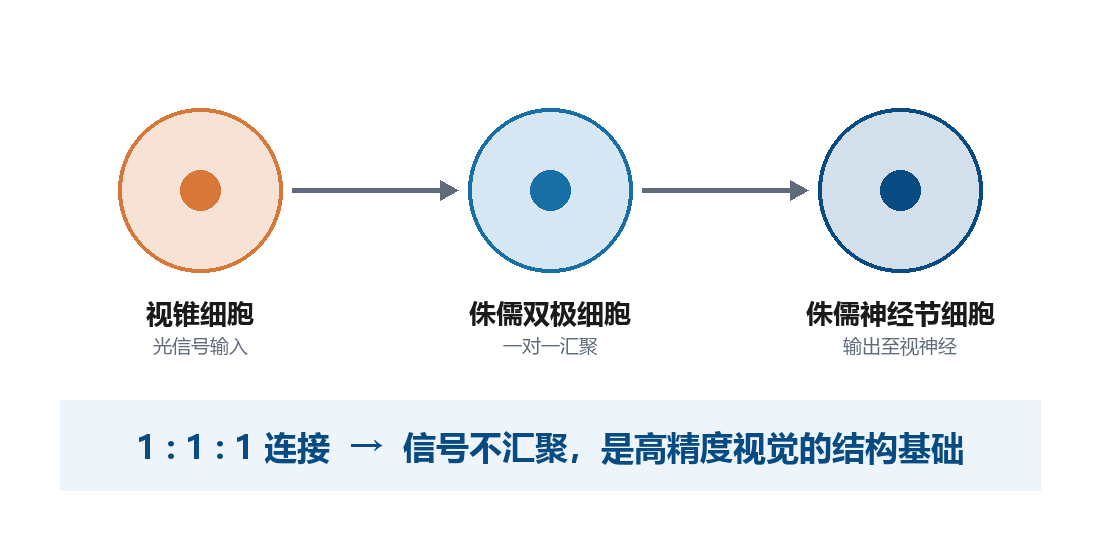 视锥细胞
侏儒双极细胞
侏儒神经节细胞
光信号输入
一对一汇聚
输出至视神经
1 : 1 : 1 连接 → 信号不汇聚，是高精度视觉的结构基础